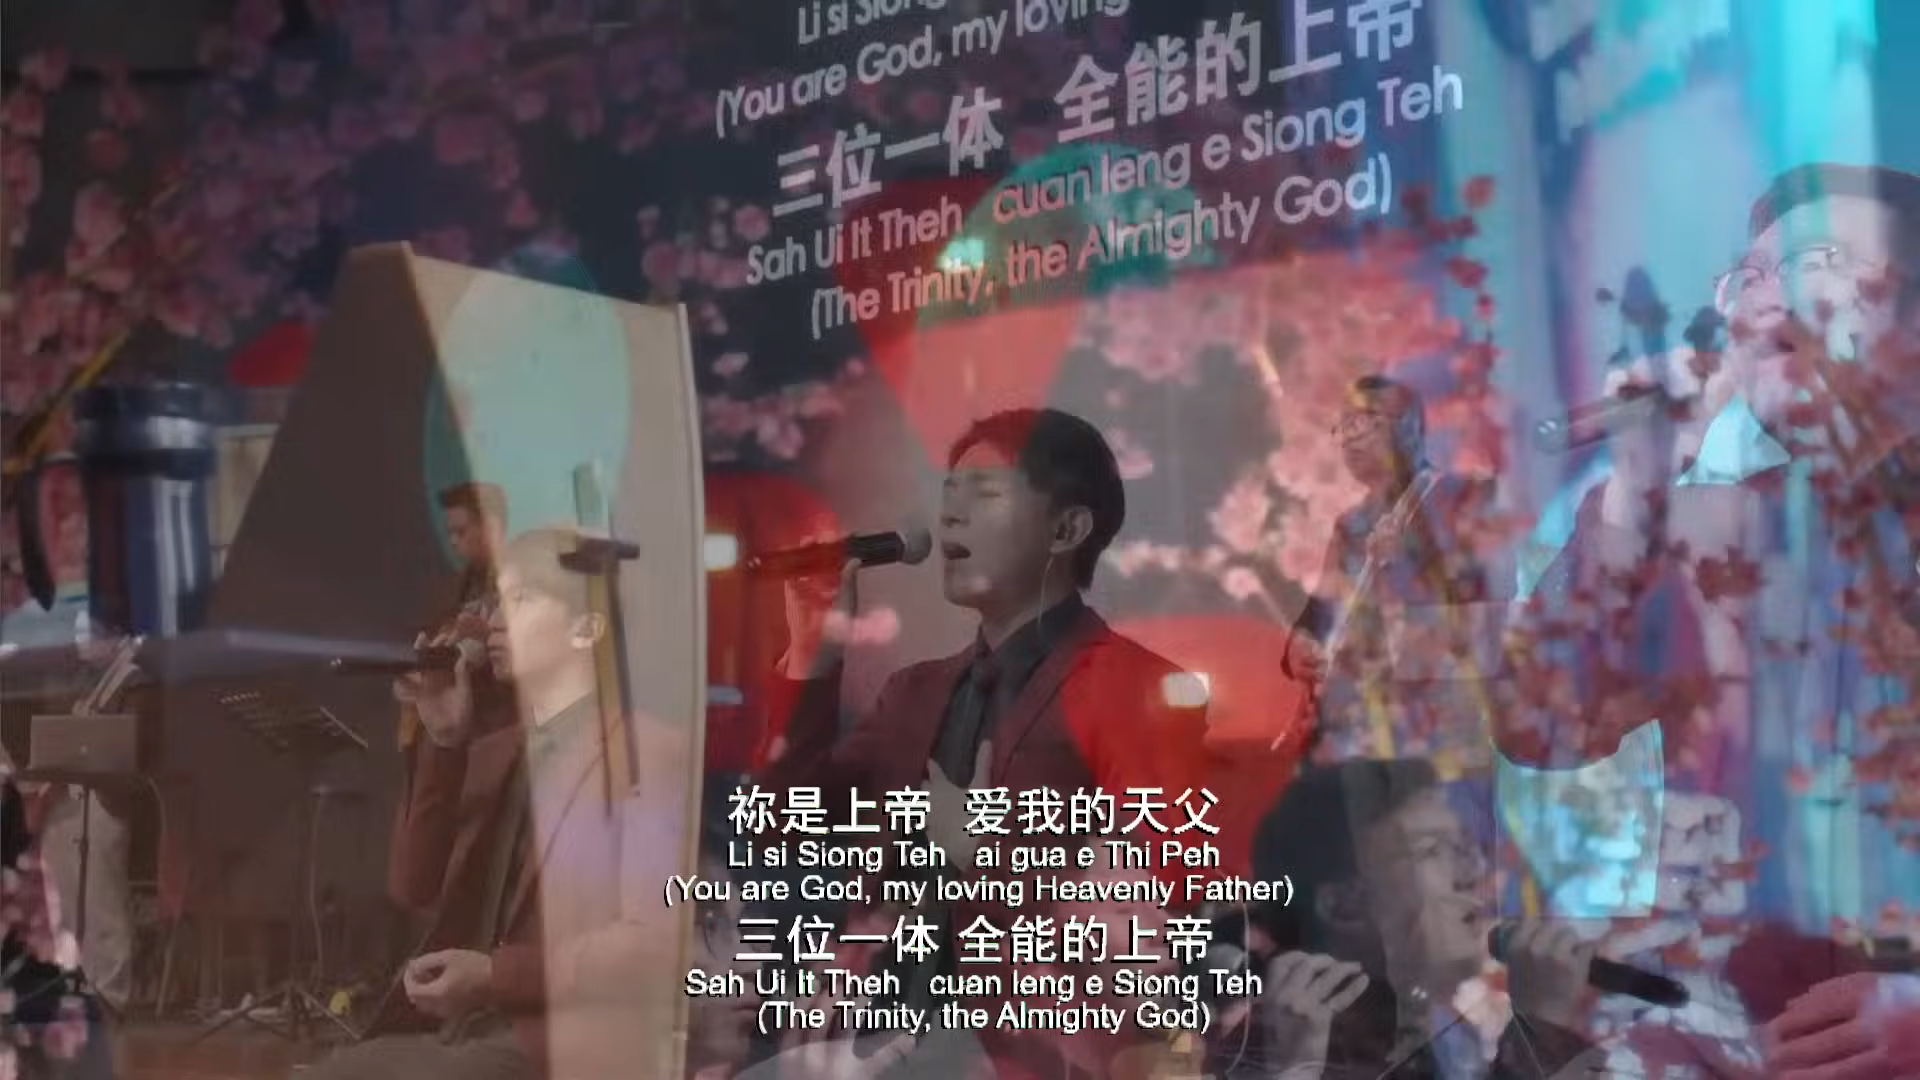 Li si Siong
(You are God, my loving
三位一体 全能的上帝
Sah Ui It Theh cuan leng e Siong Teh
(The Trinity, the Almighty God)
祢是上帝 爱我的天父
Li si Siong Teh ai gua e Thi Peh
(You are God, my loving Heavenly Father)
三位一体 全能的上帝
Sah Ui It Theh cuan leng e Siong Teh
(The Trinity, the Almighty God)